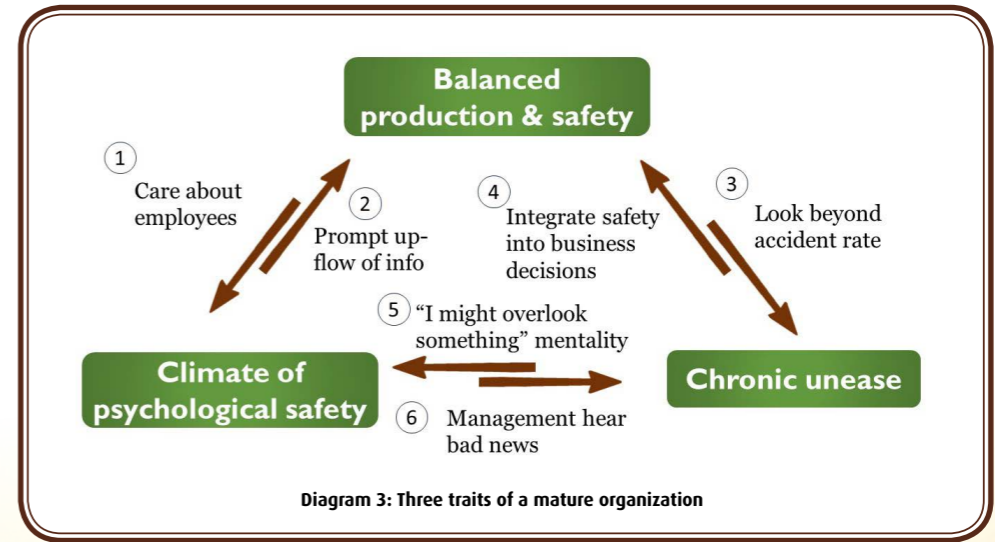 Balanced
production & safety
1
Care about
employees
2
Prompt up-
flow of info
4
Integrate safety
into business
decisions
3
Look beyond
accident rate
5
“I might overlook
something” mentality
Climate of
psychological safety
Chronic unease
6
Management hear
bad news
Diagram 3: Three traits of a mature organization